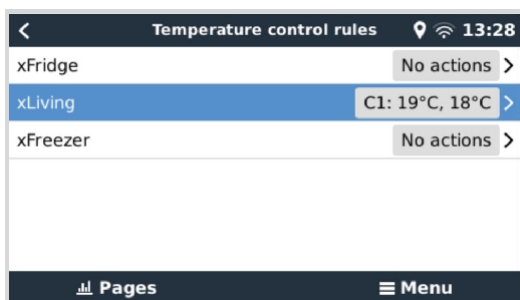 Temperature control rules 13:28
xFridge No actions
xLiving C1: 19°C, 18°C
xFreezer No actions
Pages Menu